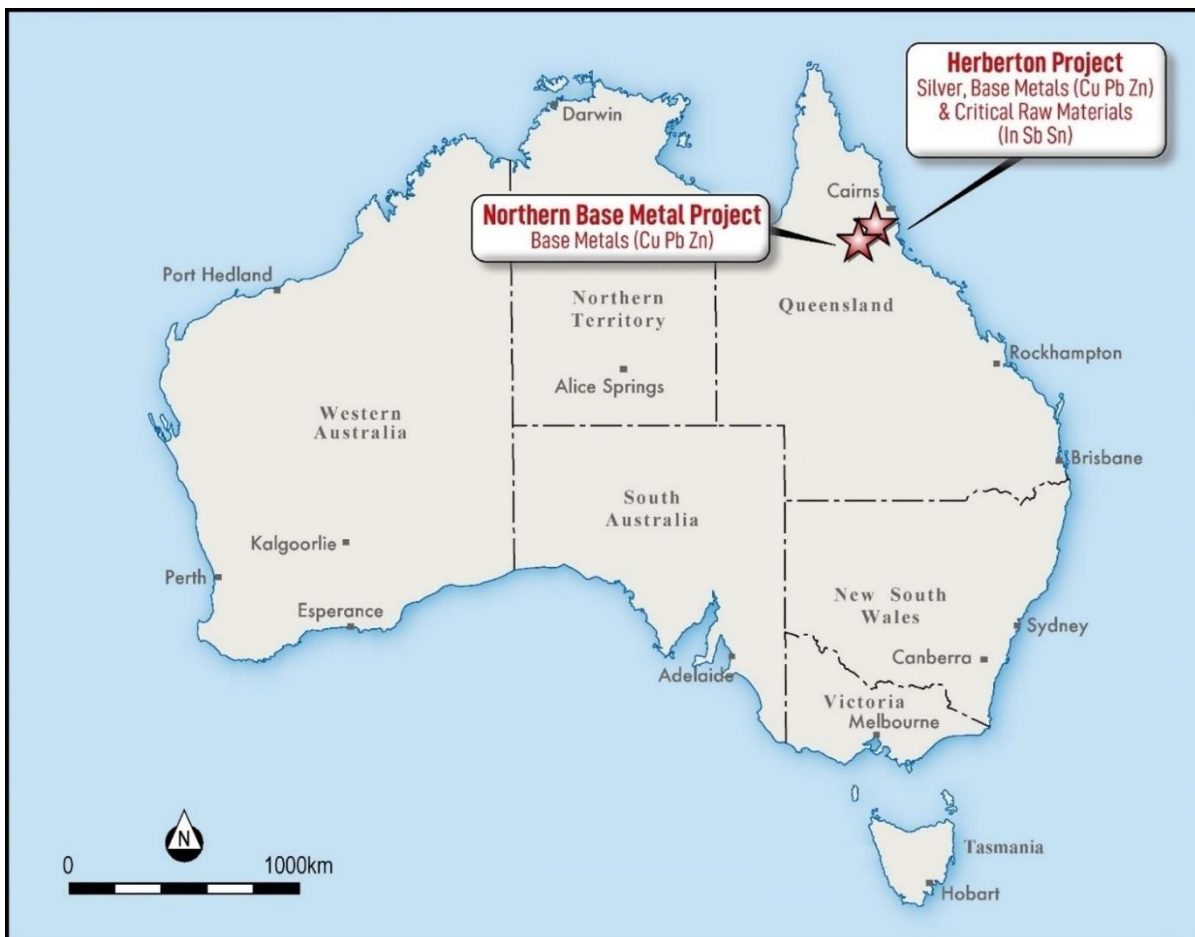 Herberton Project
Silver, Base Metals (Cu Pb Zn)
& Critical Raw Materials
(In Sb Sn)
Darwin
Cairns
Northern Base Metal Project
Base Metals (Cu Pb Zn)
Port Hedland
Northern
Territory
Queensland
Rockhampton
Alice Springs
Western
Australia
Brisbane
South
Australia
Kalgoorlie
Perth
Esperance
New South
Wales
Sydney
Canberra
Adelaide
Victoria
Melbourne
N
0 1000km
Tasmania
Hobart